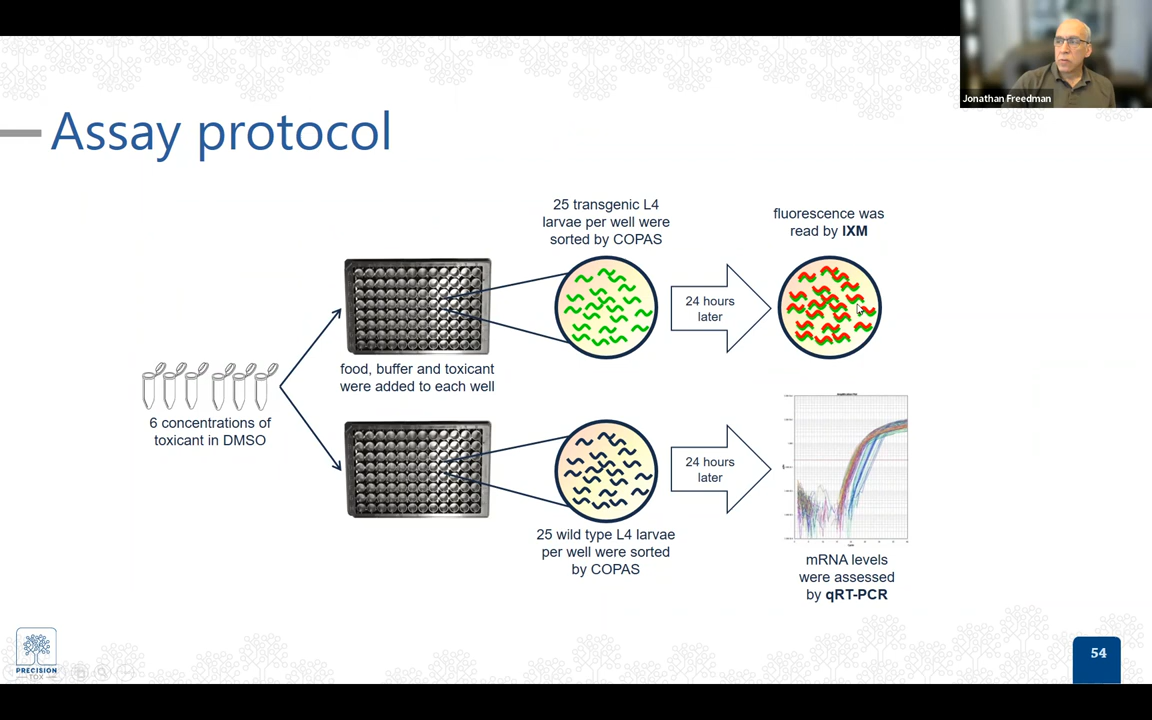 Jonathan Freedman
Assay protocol
25 transgenic L4
larvae per well were
sorted by COPAS
fluorescence was
read by IXM
24 hours
later
food, buffer and toxicant
were added to each well
6 concentrations of
toxicant in DMSO
24 hours
later
25 wild type L4 larvae
per well were sorted
by COPAS
mRNA levels
were assessed
by qRT-PCR
PRECISION
TOX
54